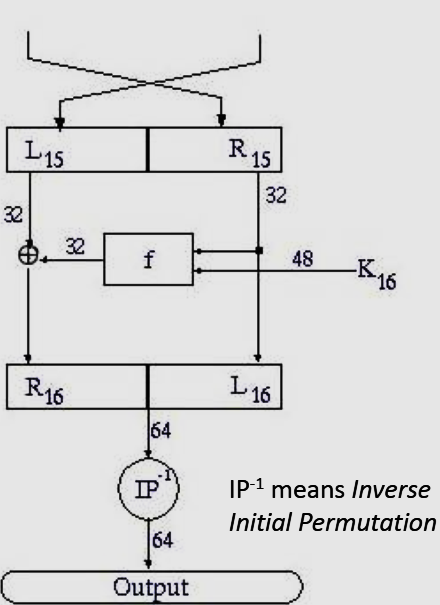 L15 R15
32
32
32
f
48
K16
R16 L16
64
IP-1
IP-1 means Inverse
Initial Permutation
64
Output